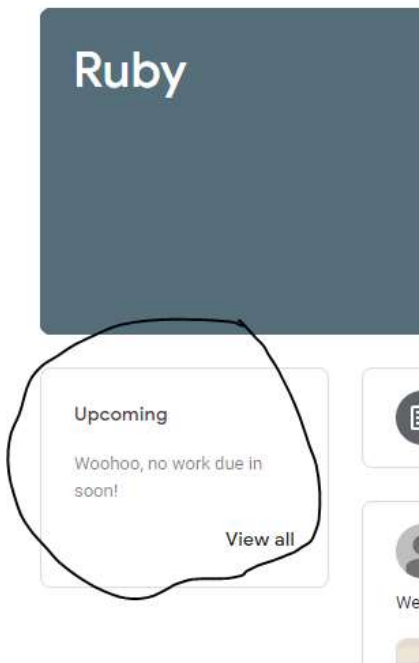 Ruby
Upcoming
Woohoo, no work due in
soon!
View all
We